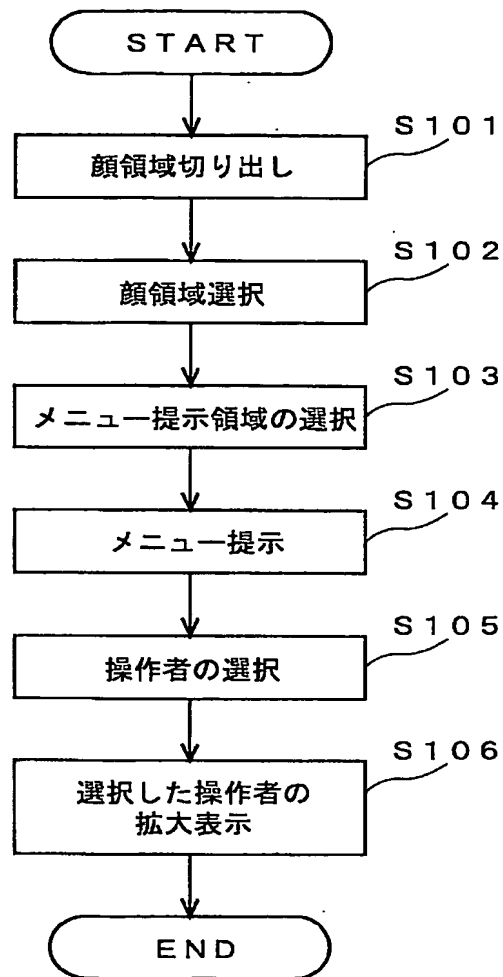 START
S101
顔領域切り出し
S102
顔領域選択
S103
メニュー提示領域の選択
S104
メニュー提示
S105
操作者の選択
S106
選択した操作者の
拡大表示
END